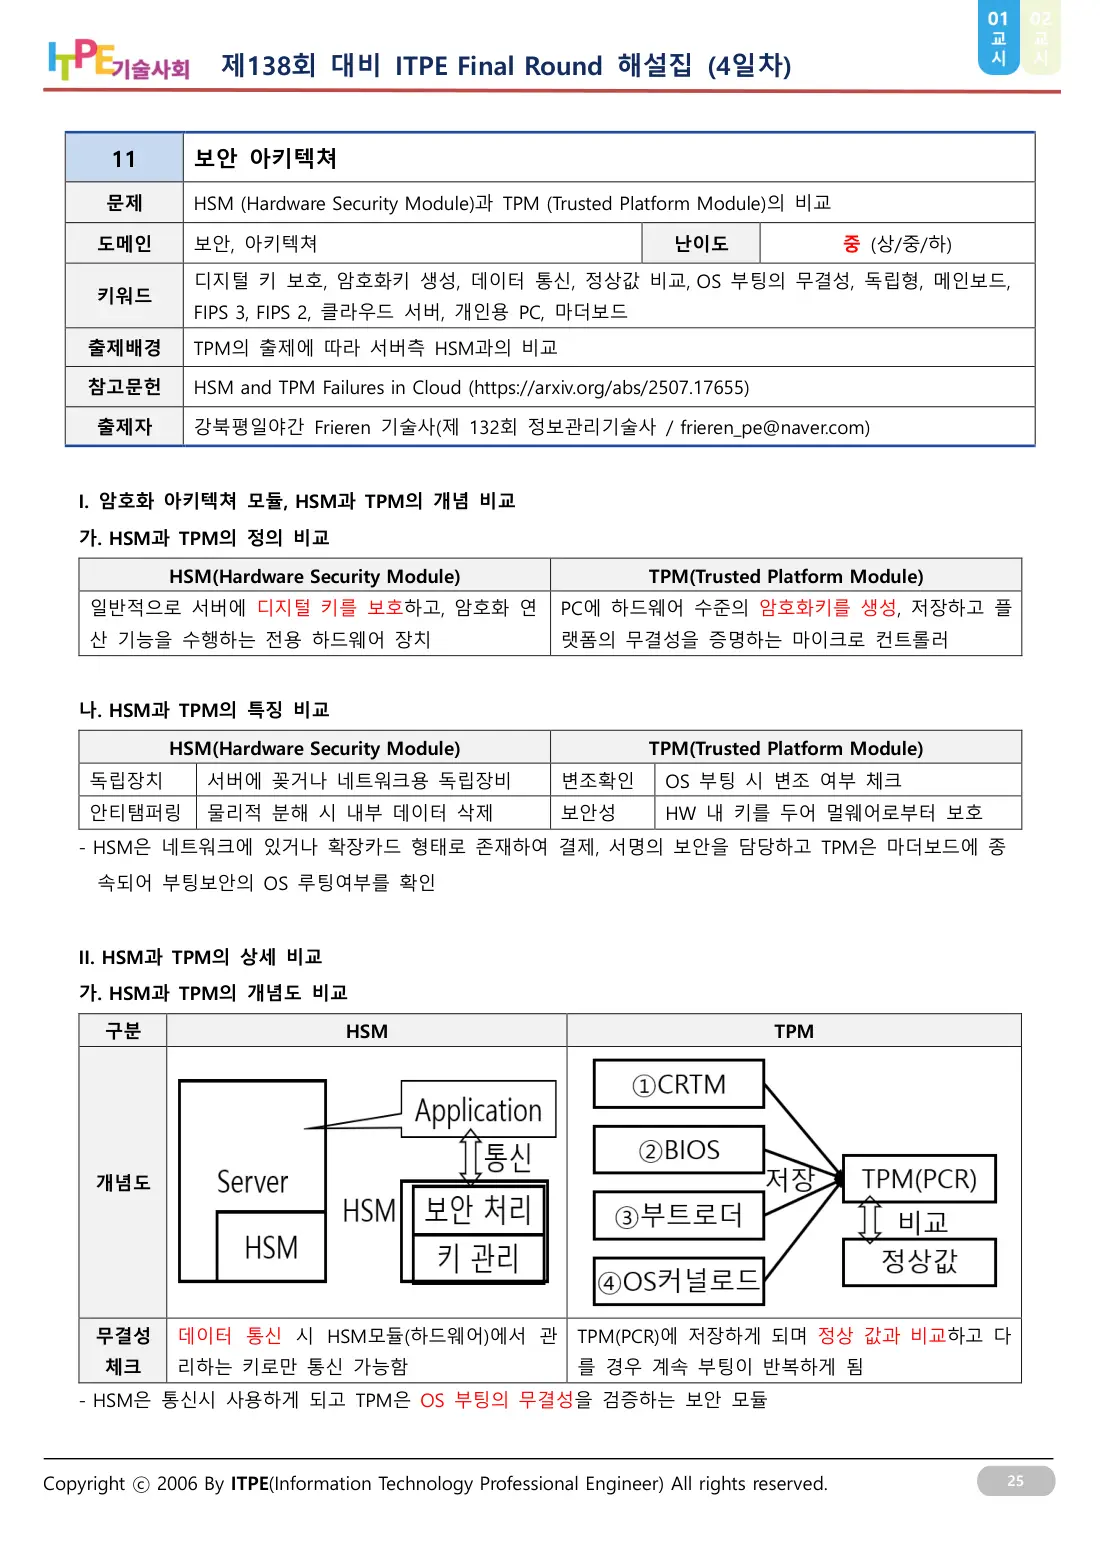 01
교
시
02
교
시
ITPE기술사회 제138회 대비 ITPE Final Round 해설집 (4일차)
11 보안 아키텍쳐
문제 HSM (Hardware Security Module)과 TPM (Trusted Platform Module)의 비교
도메인 보안, 아키텍쳐 난이도 중 (상/중/하)
키워드 디지털 키 보호, 암호화키 생성, 데이터 통신, 정상값 비교, OS 부팅의 무결성, 독립형, 메인보드,
FIPS 3, FIPS 2, 클라우드 서버, 개인용 PC, 마더보드
출제배경 TPM의 출제에 따라 서버측 HSM과의 비교
참고문헌 HSM and TPM Failures in Cloud (https://arxiv.org/abs/2507.17655)
출제자 강북평일야간 Frieren 기술사(제 132회 정보관리기술사 / frieren_pe@naver.com)
I. 암호화 아키텍쳐 모듈, HSM과 TPM의 개념 비교
가. HSM과 TPM의 정의 비교
HSM(Hardware Security Module) TPM(Trusted Platform Module)
일반적으로 서버에 디지털 키를 보호하고, 암호화 연
산 기능을 수행하는 전용 하드웨어 장치
PC에 하드웨어 수준의 암호화키를 생성, 저장하고 플
랫폼의 무결성을 증명하는 마이크로 컨트롤러
나. HSM과 TPM의 특징 비교
HSM(Hardware Security Module) TPM(Trusted Platform Module)
독립장치 서버에 꽂거나 네트워크용 독립장비 변조확인 OS 부팅 시 변조 여부 체크
안티탬퍼링 물리적 분해 시 내부 데이터 삭제 보안성 HW 내 키를 두어 멀웨어로부터 보호
- HSM은 네트워크에 있거나 확장카드 형태로 존재하여 결제, 서명의 보안을 담당하고 TPM은 마더보드에 종
속되어 부팅보안의 OS 루팅여부를 확인
II. HSM과 TPM의 상세 비교
가. HSM과 TPM의 개념도 비교
구분 HSM TPM
개념도
Server
HSM
Application
통신
HSM
보안 처리
키 관리
①CRTM
②BIOS
③부트로더
④OS커널로드
저장
TPM(PCR)
비교
정상값
무결성
체크
데이터 통신 시 HSM모듈(하드웨어)에서 관
리하는 키로만 통신 가능함
TPM(PCR)에 저장하게 되며 정상 값과 비교하고 다
를 경우 계속 부팅이 반복하게 됨
- HSM은 통신시 사용하게 되고 TPM은 OS 부팅의 무결성을 검증하는 보안 모듈
Copyright ⓒ 2006 By ITPE(Information Technology Professional Engineer) All rights reserved.
25